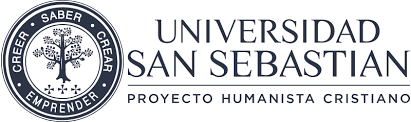 CREER SABER CREAR
EMPRENDER
UNIVERSIDAD
SAN SEBASTIAN
PROYECTO HUMANISTA CRISTIANO